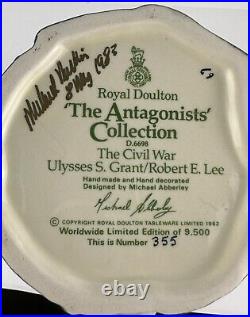 8 May 1983
Royal Doulton
'The Antagonists'
Collection
D.6698
The Civil War
Ulysses S. Grant/Robert E. Lee
Hand made and Hand decorated
Designed by Michael Abberley
Michael Abberley
© COPYRIGHT ROYAL DOULTON TABLEWARE LIMITED 1982
Worldwide Limited Edition of 9,500
This is Number 355